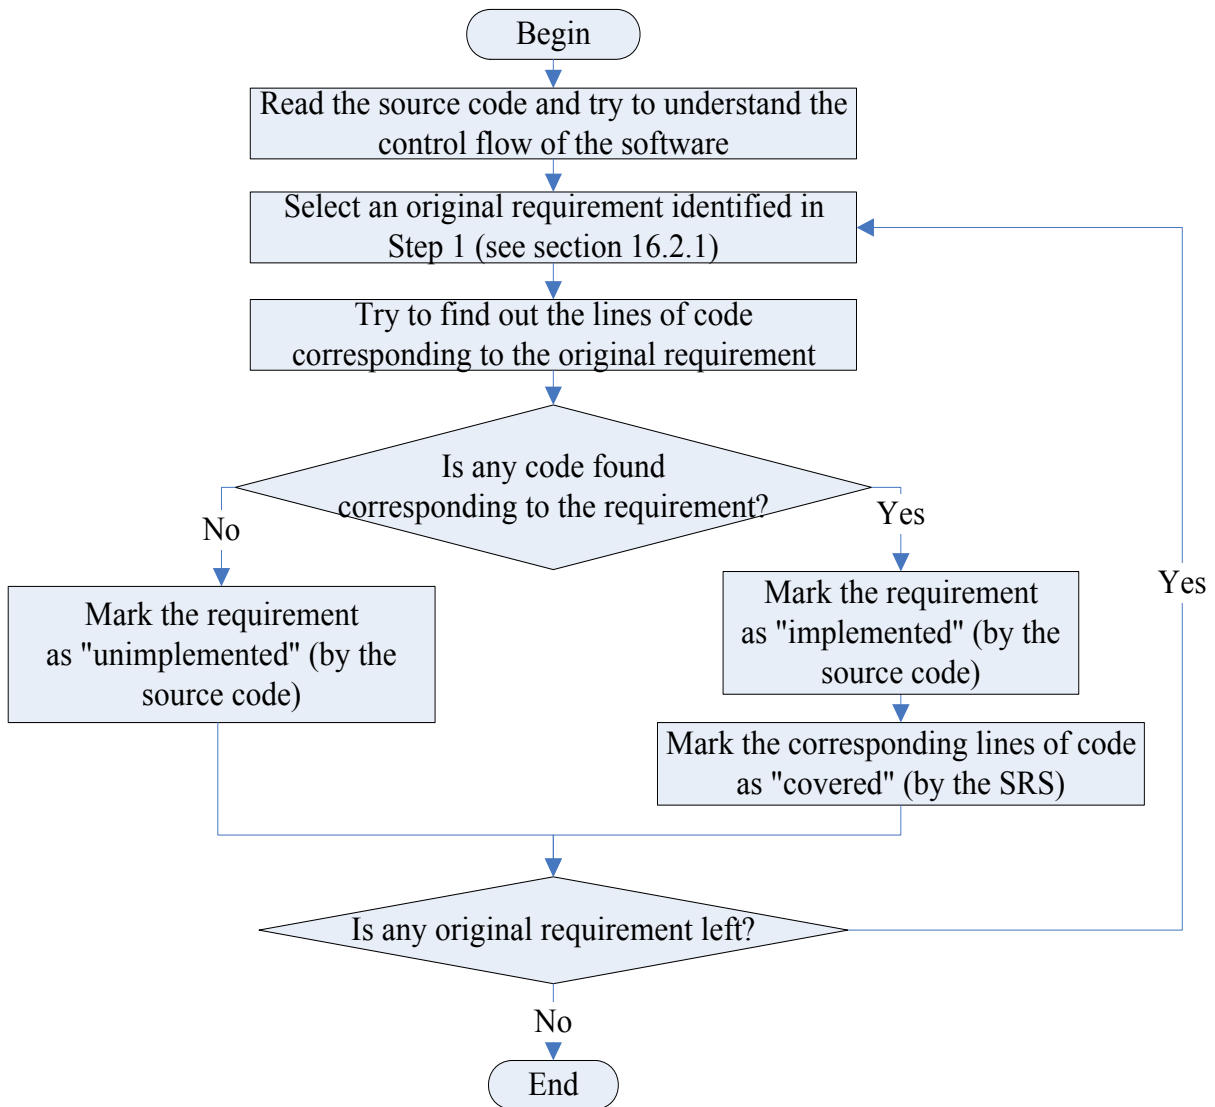 Begin
Read the source code and try to understand the
control flow of the software
Select an original requirement identified in
Step 1 (see section 16.2.1)
Try to find out the lines of code
corresponding to the original requirement
Is any code found
corresponding to the requirement?
No
Yes
Mark the requirement
as "unimplemented" (by the
source code)
Mark the requirement
as "implemented" (by the
source code)
Yes
Mark the corresponding lines of code
as "covered" (by the SRS)
Is any original requirement left?
No
End